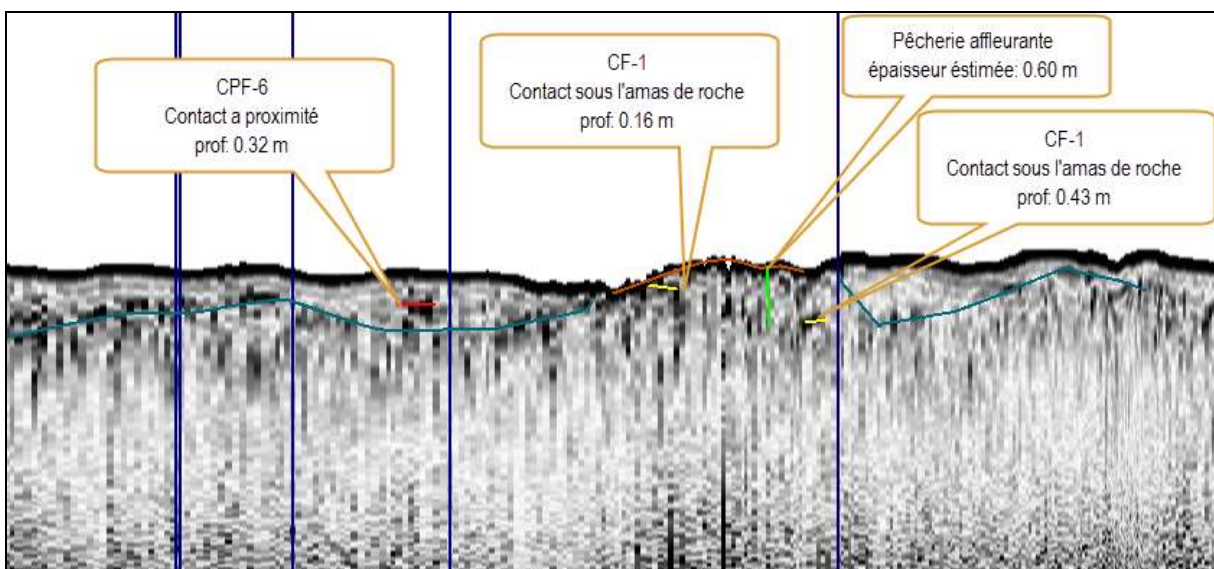 CPF-6
Contact a proximité
prof: 0.32 m
CF-1
Contact sous l'amas de roche
prof: 0.16 m
Pêcherie affleurante
épaisseur éstimée: 0.60 m
CF-1
Contact sous l'amas de roche
prof: 0.43 m